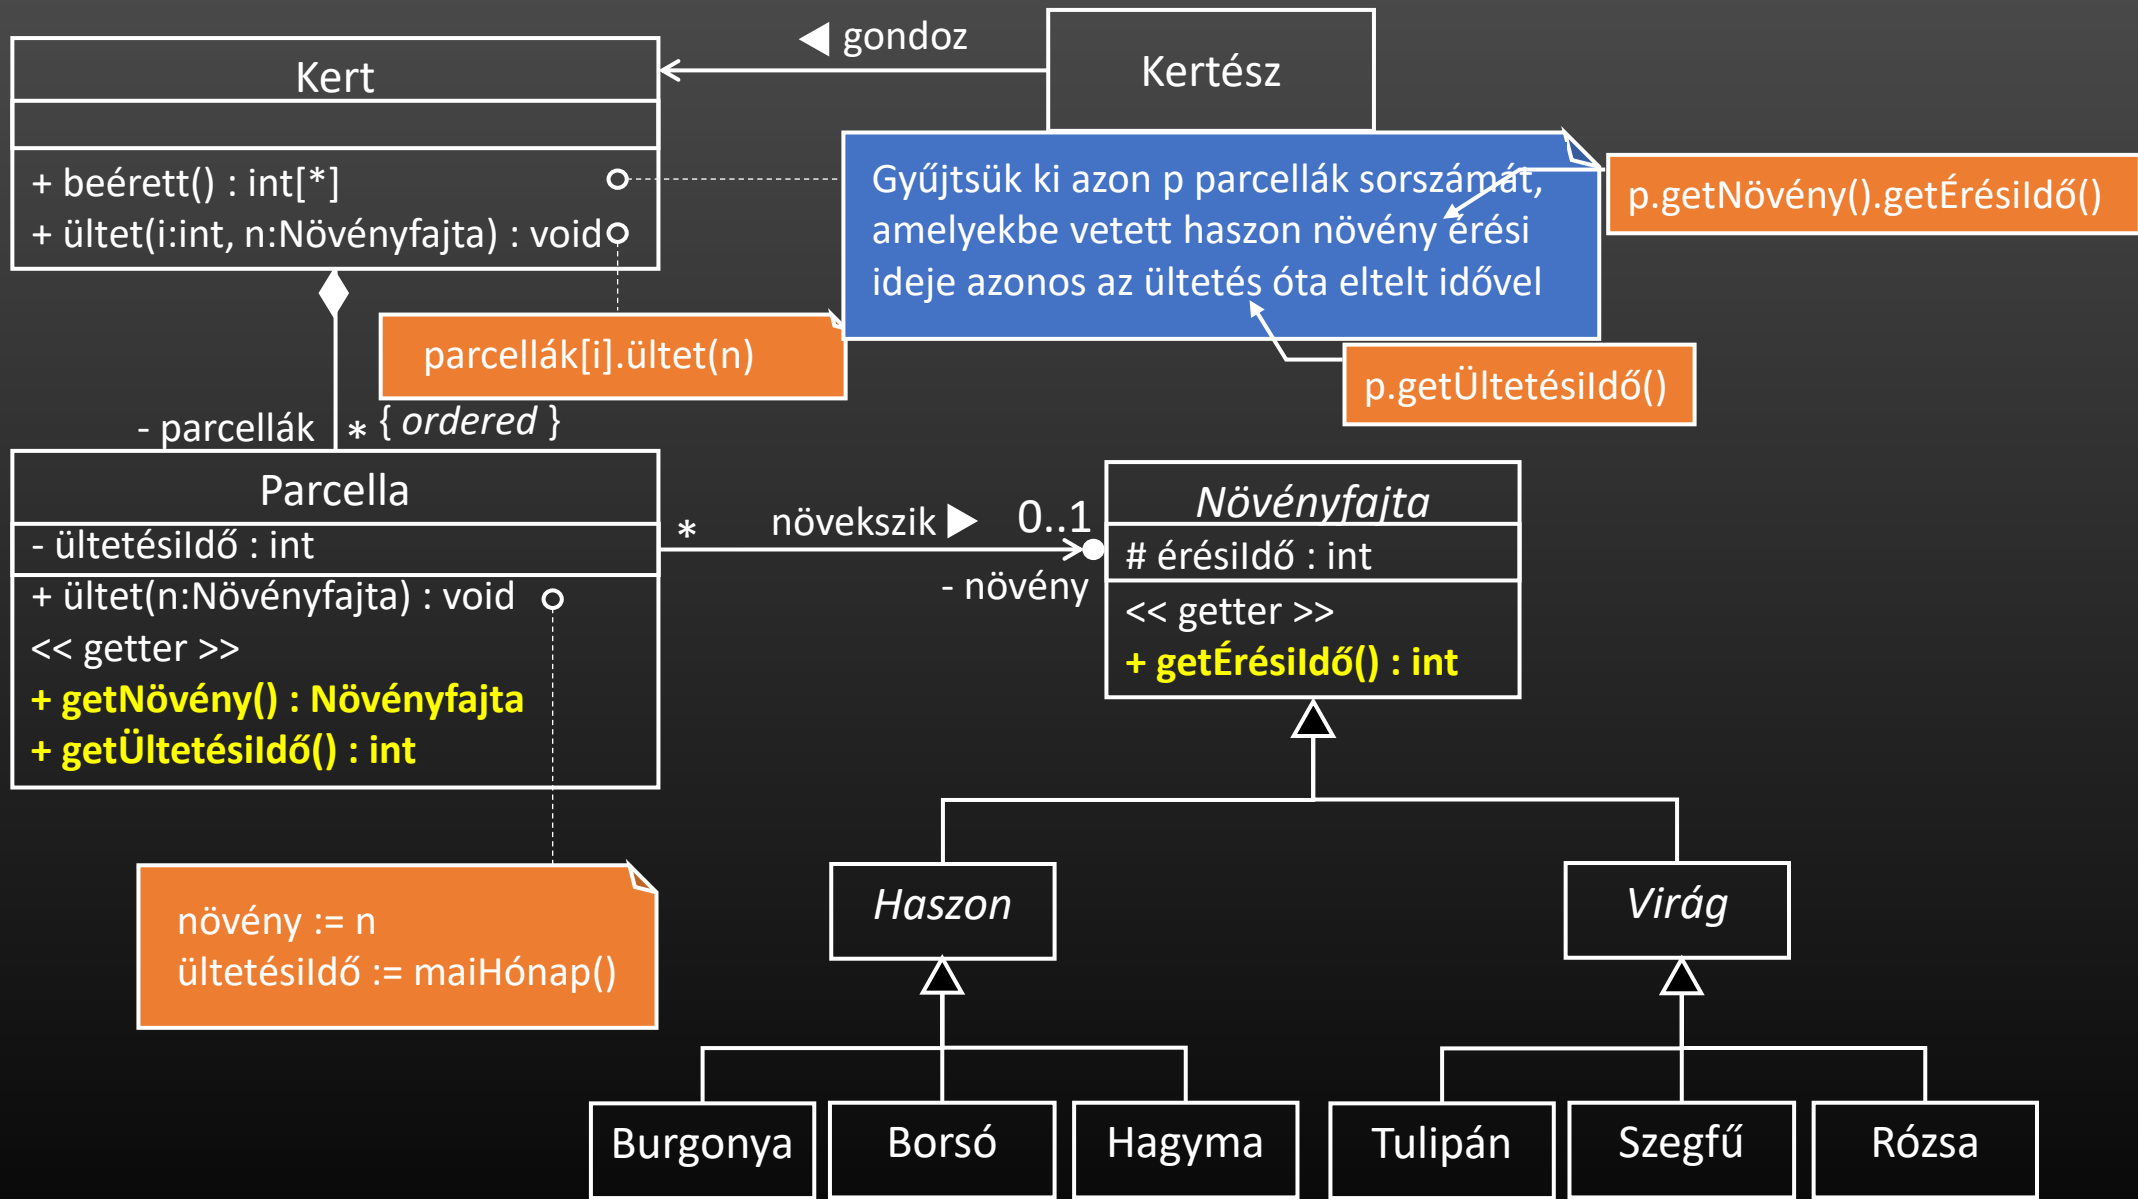 ◀ gondoz
Kert
Kertész
+ beérett() : int[*]
+ ültet(i:int, n:Növényfajta) : void
Gyűjtsük ki azon p parcellák sorszámát,
amelyekbe vetett haszon növény érési
ideje azonos az ültetés óta eltelt idővel
p.getNövény().getÉrésiIdő()
parcellák[i].ültet(n)
p.getÜltetésiIdő()
- parcellák
* { ordered }
Parcella
- ültetésiIdő : int
+ ültet(n:Növényfajta) : void
<< getter >>
+ getNövény() : Növényfajta
+ getÜltetésiIdő() : int
*
növekszik ▶
0..1
- növény
Növényfajta
# érésiIdő : int
<< getter >>
+ getÉrésiIdő() : int
növény := n
ültetésiIdő := maiHónap()
Haszon
Virág
Burgonya
Borsó
Hagyma
Tulipán
Szegfű
Rózsa